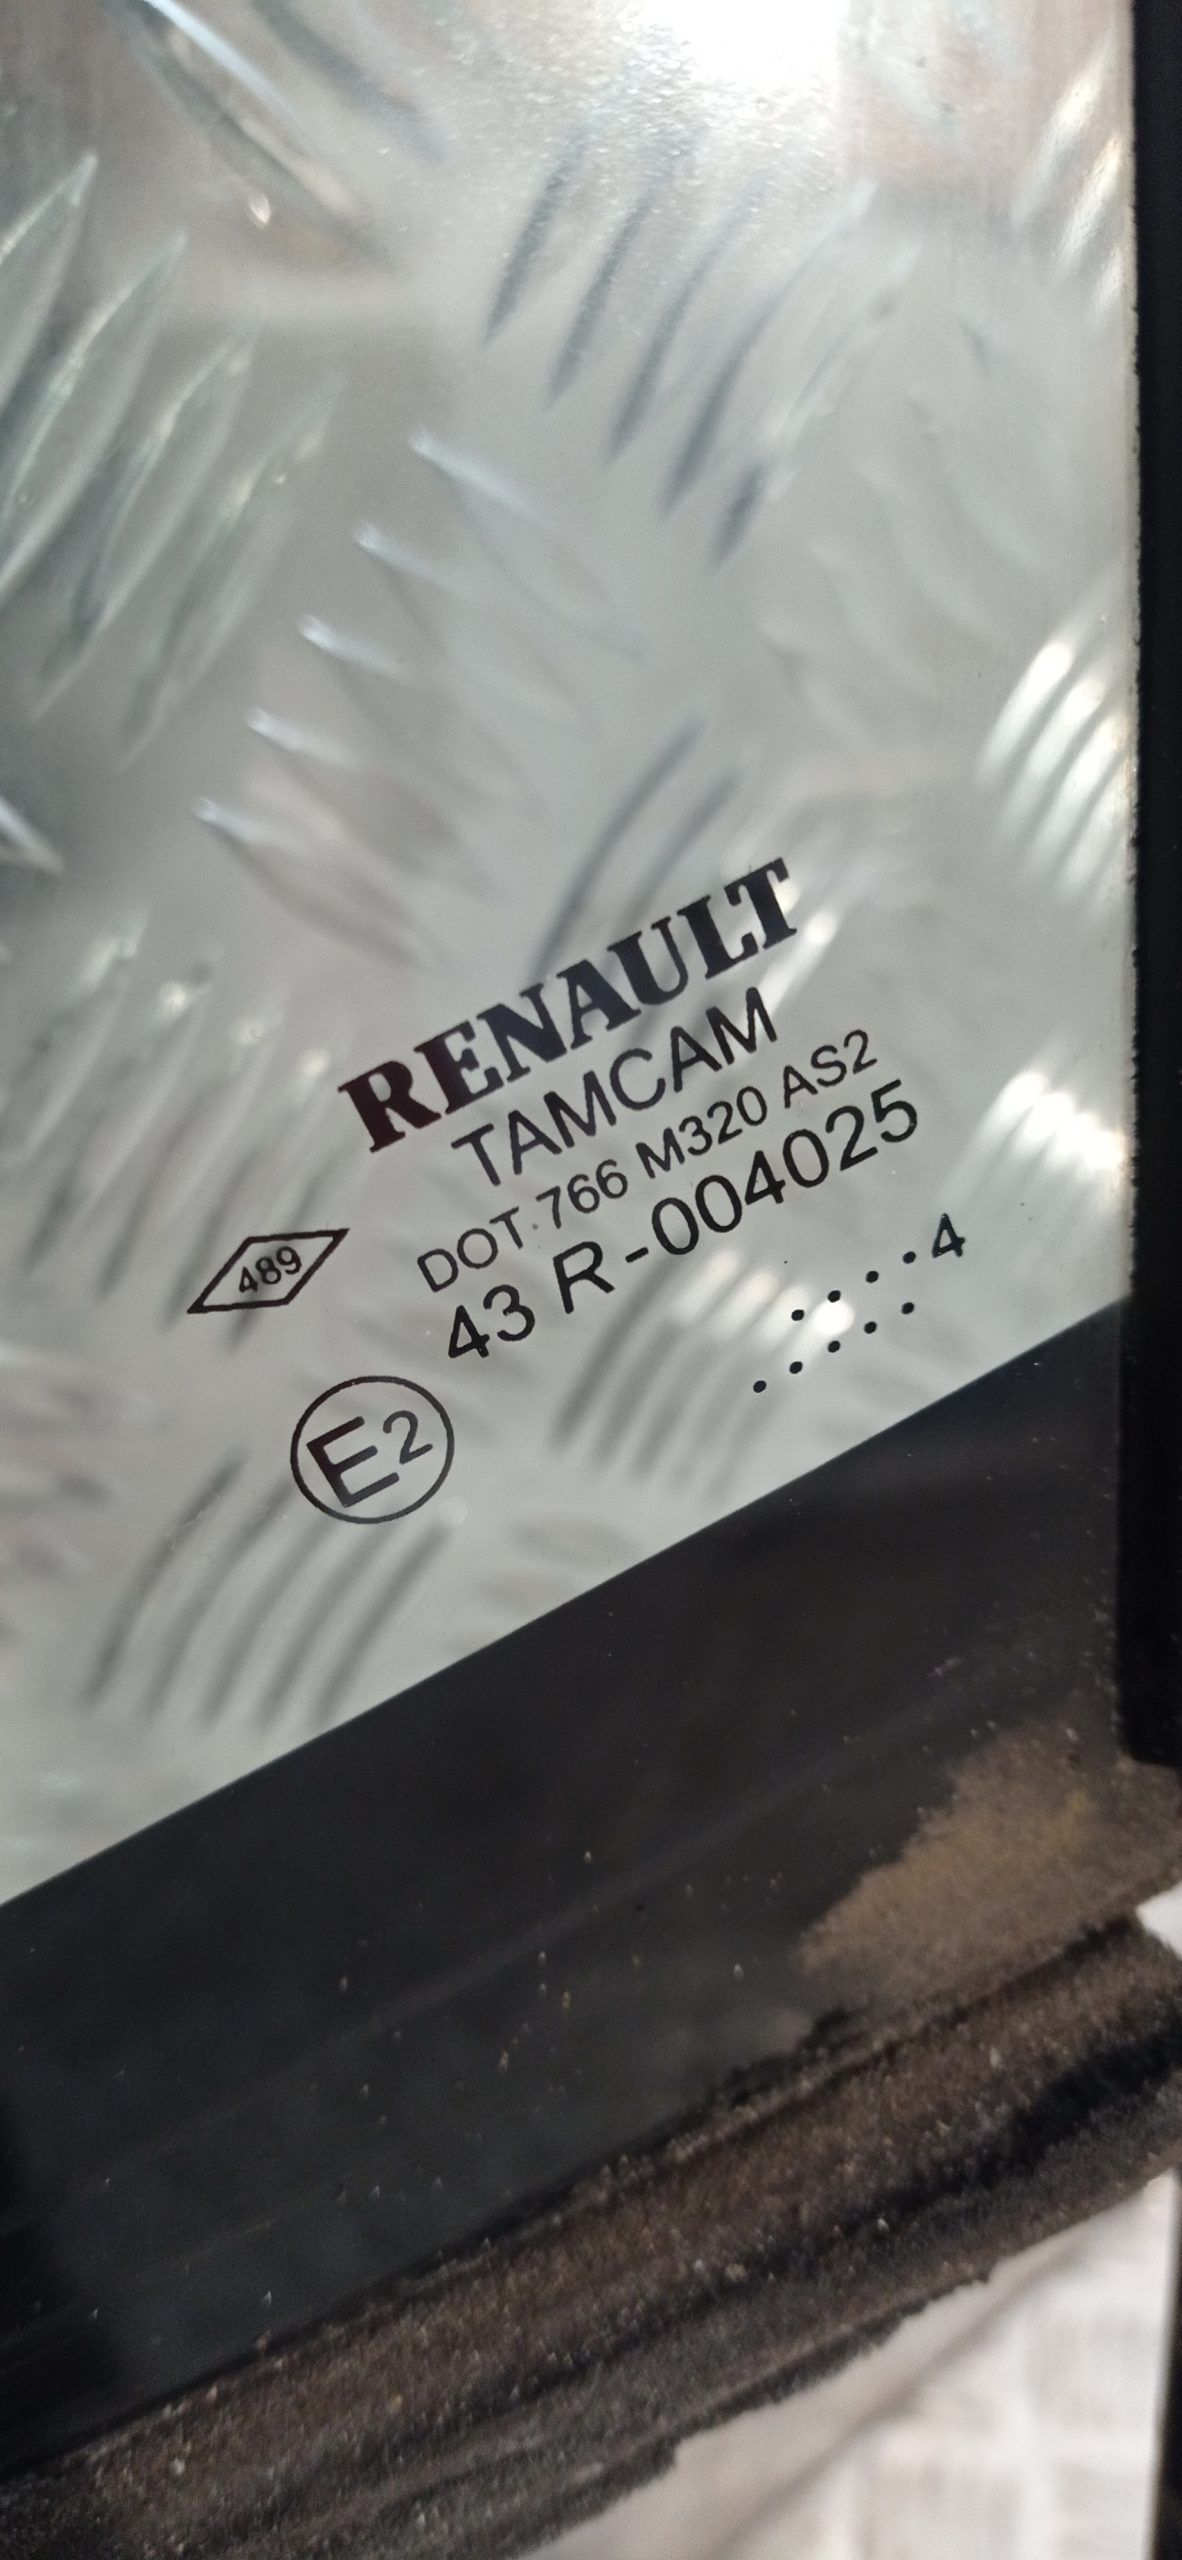 RENAULT
TAMCAM
DOT·766 M320 AS2
43 R-004025
489
E2
....4
.....